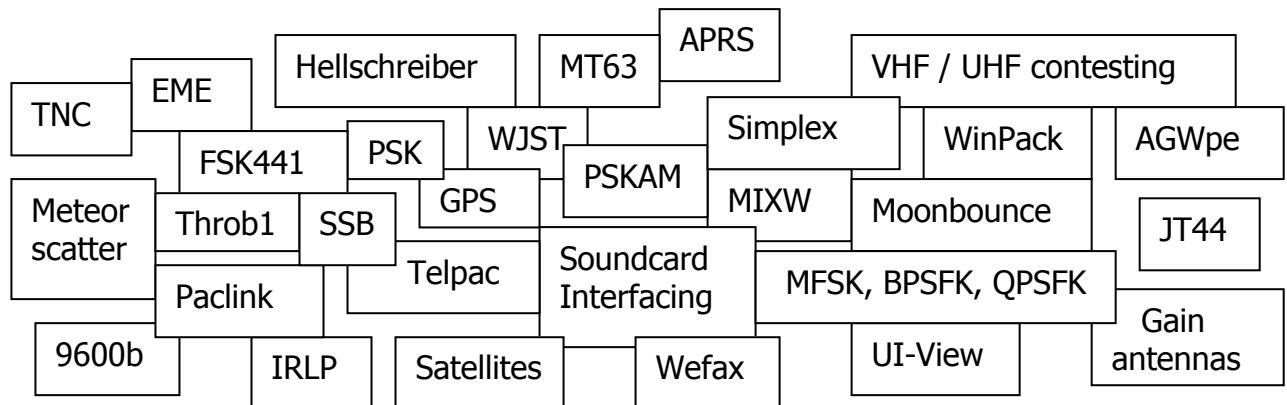 APRS
Hellschreiber
MT63
VHF / UHF contesting
EME
TNC
Simplex
WJST
WinPack
AGWpe
PSK
FSK441
PSKAM
GPS
MIXW
Meteor
scatter
Throb1
SSB
Moonbounce
JT44
Telpac
Soundcard
Interfacing
MFSK, BPSFK, QPSFK
Paclink
Gain
antennas
9600b
IRLP
Satellites
Wefax
UI-View